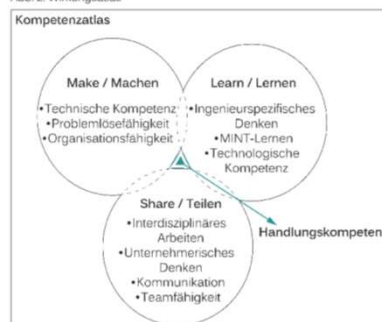 Kompetenzatlas
Make / Machen
•Technische Kompetenz
•Problemlösefähigkeit
•Organisationsfähigkeit
Learn / Lernen
•Ingenieurspezifisches
Denken
•MINT-Lernen
•Technologische
Kompetenz
Share / Teilen
•Interdisziplinäres
Arbeiten
•Unternehmerisches
Denken
•Kommunikation
•Teamfähigkeit
Handlungskompeten